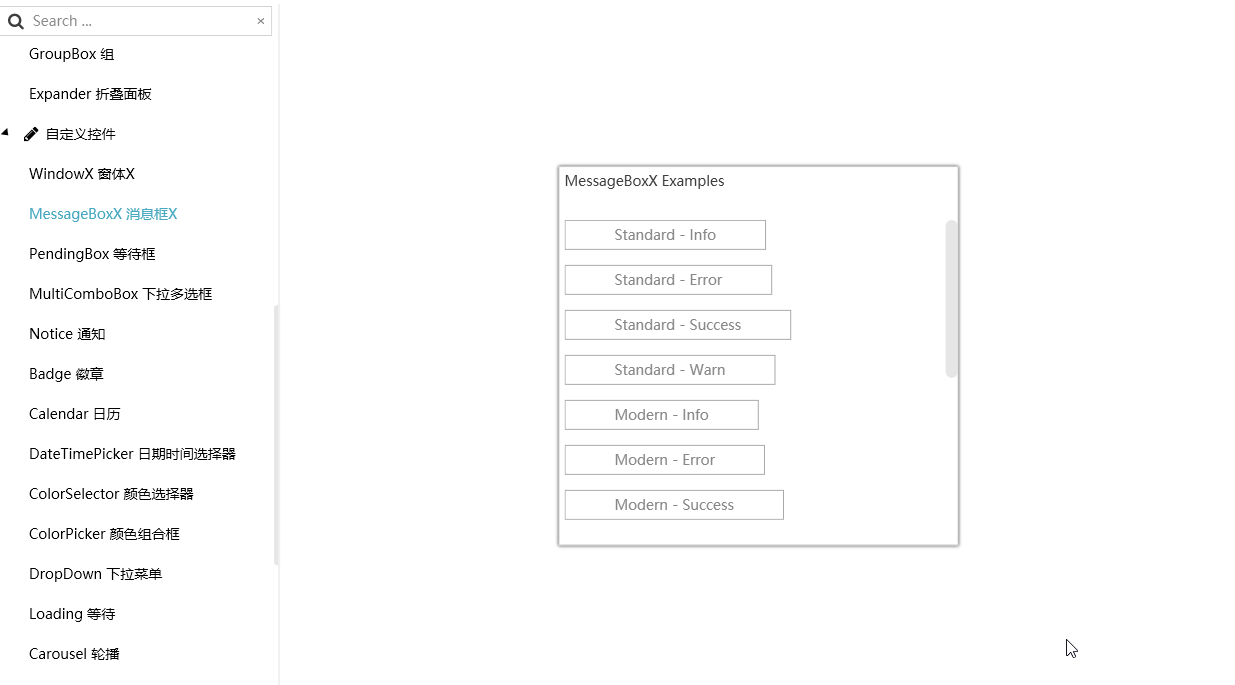 Search ...
×
GroupBox 组
Expander 折叠面板
自定义控件
WindowX 窗体X
MessageBoxX 消息框X
PendingBox 等待框
MultiComboBox 下拉多选框
Notice 通知
Badge 徽章
Calendar 日历
DateTimePicker 日期时间选择器
ColorSelector 颜色选择器
ColorPicker 颜色组合框
DropDown 下拉菜单
Loading 等待
Carousel 轮播
MessageBoxX Examples
Standard - Info
Standard - Error
Standard - Success
Standard - Warn
Modern - Info
Modern - Error
Modern - Success